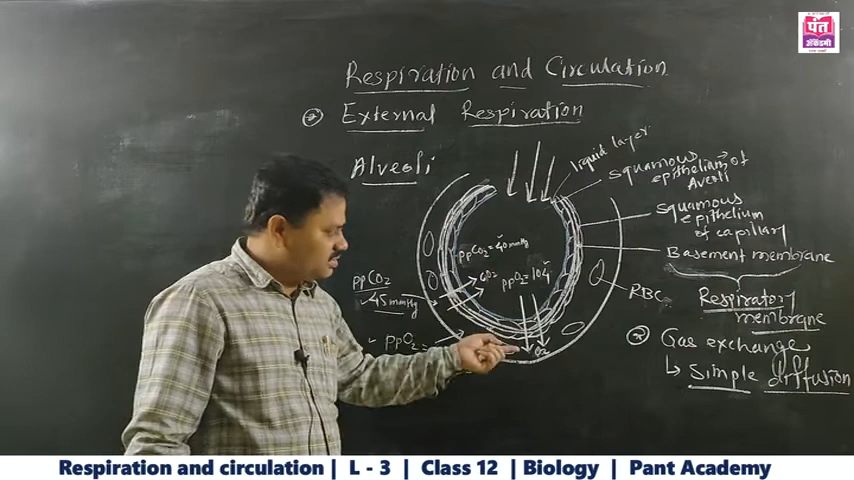 पंत
अॅकॅडमी
Respiration and Circulation
External Respiration
Alveoli
liquid layer
Squamous
epithelium of
Aveoli
Squamous
epithelium
of capillary
Basement membrane
ppCO2 = 40 mmHg
CO2
ppO2 = 104
ppCO2
45 mmHg
ppO2 =
O2
RBC
Respiratory
membrane
Gas exchange
Simple diffusion
Respiration and circulation | L - 3 | Class 12 | Biology | Pant Academy